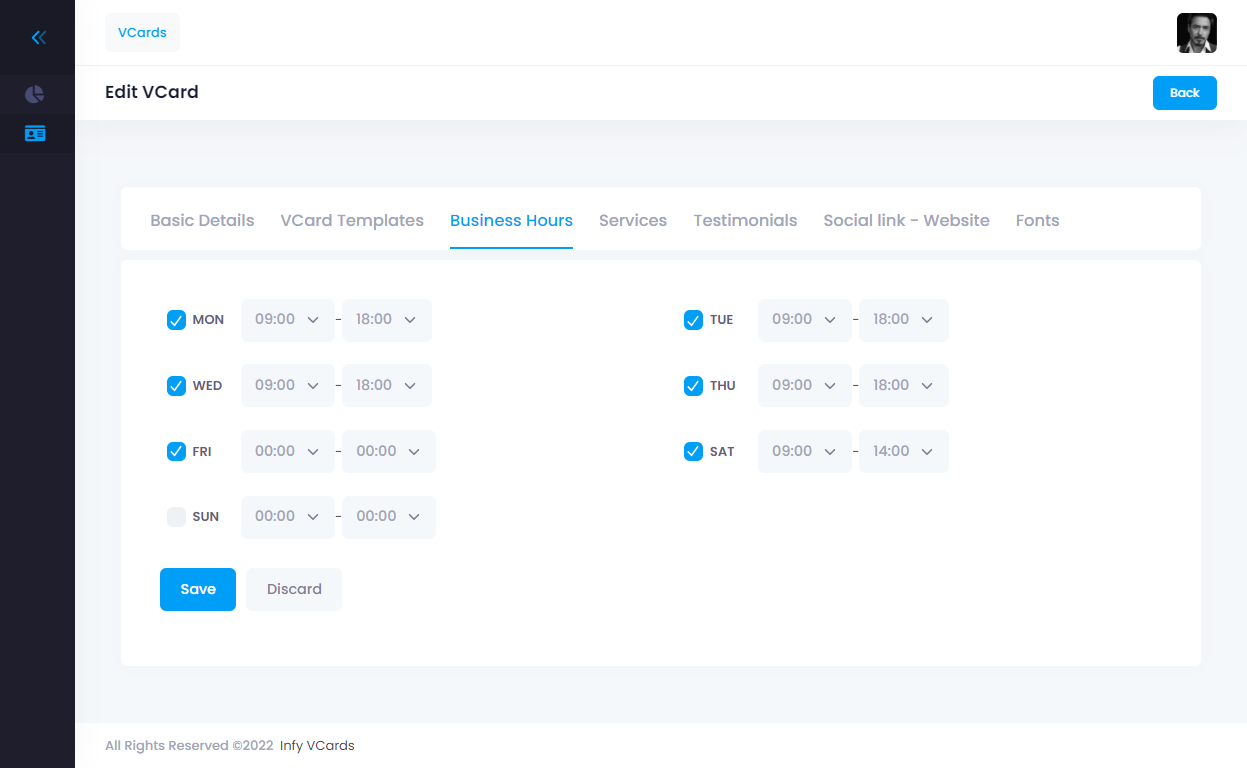 VCards
Edit VCard
Back
Basic Details VCard Templates Business Hours Services Testimonials Social link - Website Fonts
MON 09:00 - 18:00 TUE 09:00 - 18:00
WED 09:00 - 18:00 THU 09:00 - 18:00
FRI 00:00 - 00:00 SAT 09:00 - 14:00
SUN 00:00 - 00:00
Save Discard
All Rights Reserved ©2022 Infy VCards